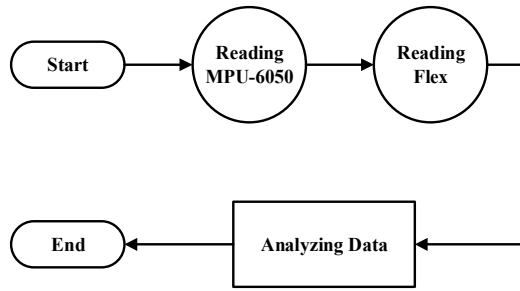 Start
Reading
MPU-6050
Reading
Flex
Analyzing Data
End